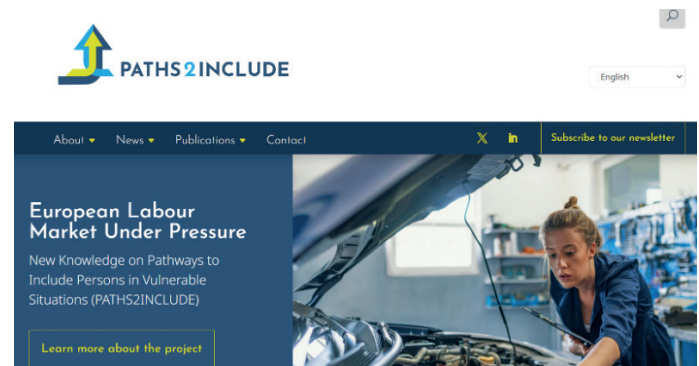 PATHS2INCLUDE
English
About News Publications Contact
Subscribe to our newsletter
European Labour
Market Under Pressure
New Knowledge on Pathways to
Include Persons in Vulnerable
Situations (PATHS2INCLUDE)
Learn more about the project